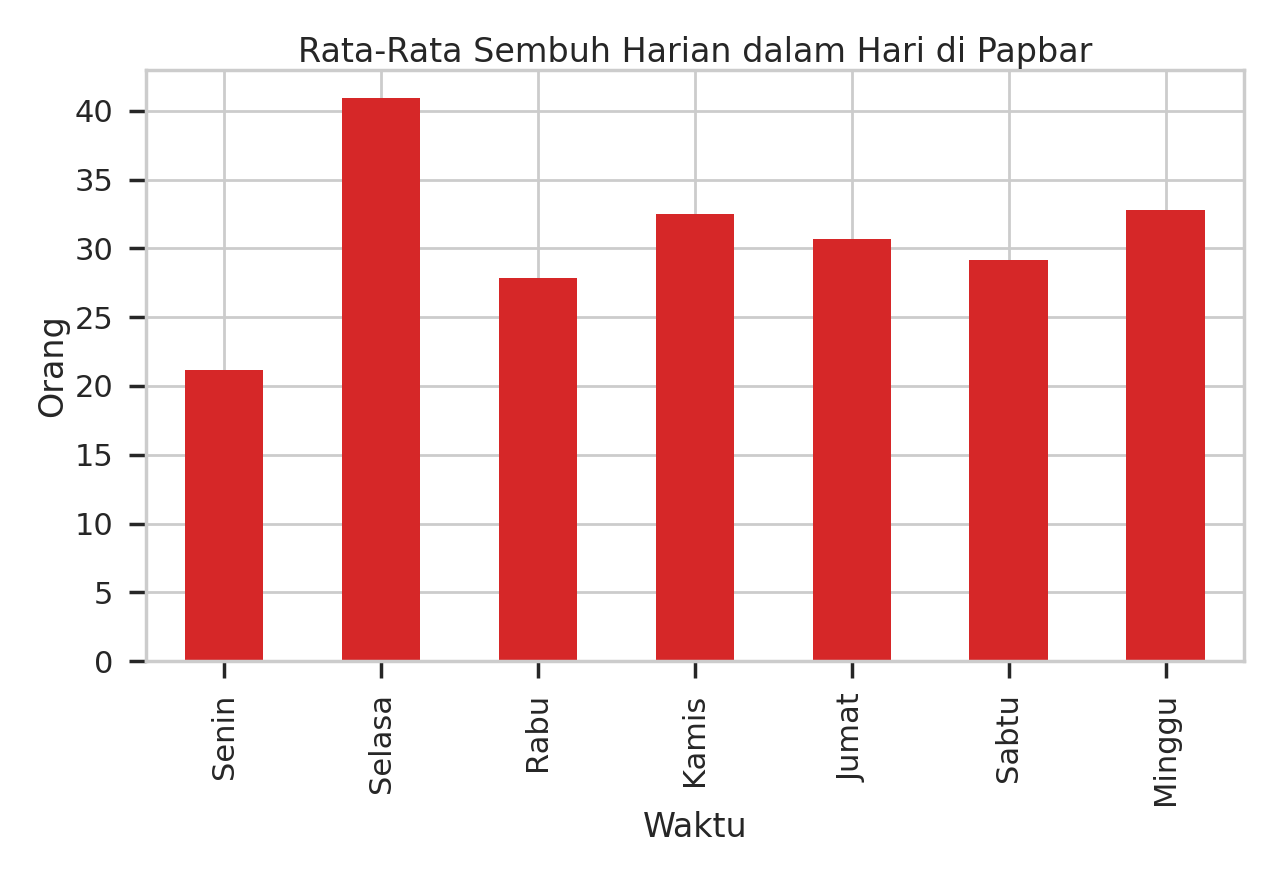 Rata-Rata Sembuh Harian dalam Hari di Papbar
Orang
40
35
30
25
20
15
10
5
0
Senin
Selasa
Rabu
Kamis
Jumat
Sabtu
Minggu
Waktu